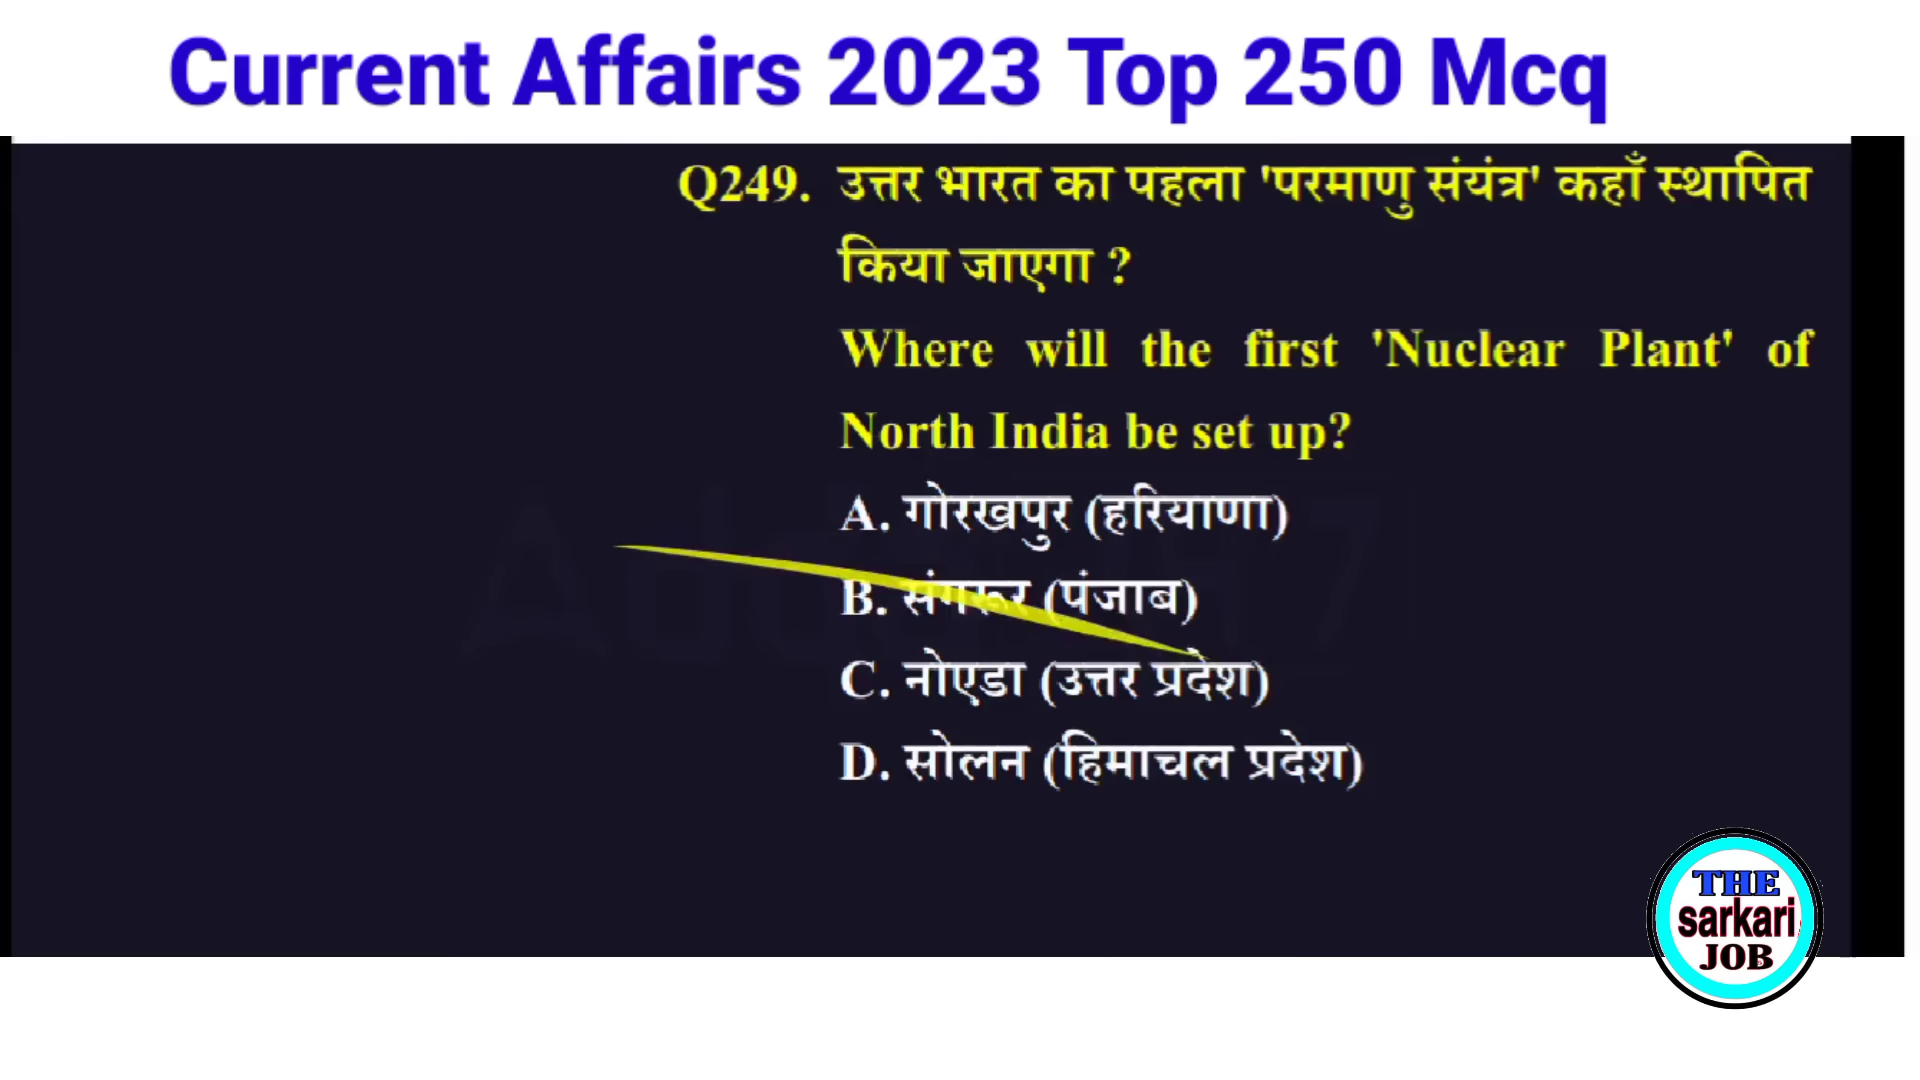 Current Affairs 2023 Top 250 Mcq
Q249. उत्तर भारत का पहला 'परमाणु संयंत्र' कहाँ स्थापित
किया जाएगा ?
Where will the first 'Nuclear Plant' of
North India be set up?
A. गोरखपुर (हरियाणा)
B. संगरूर (पंजाब)
C. नोएडा (उत्तर प्रदेश)
D. सोलन (हिमाचल प्रदेश)
THE
sarkari
JOB